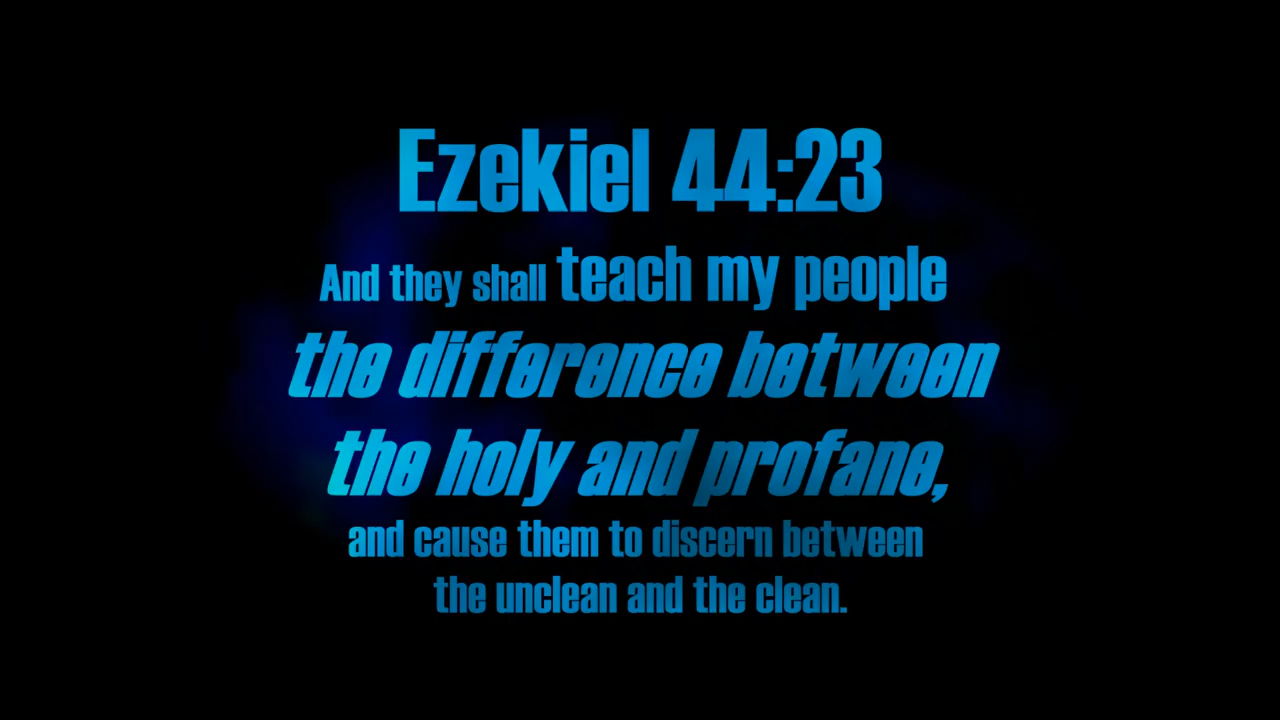 Ezekiel 44:23
And they shall teach my people
the difference between
the holy and profane,
and cause them to discern between
the unclean and the clean.